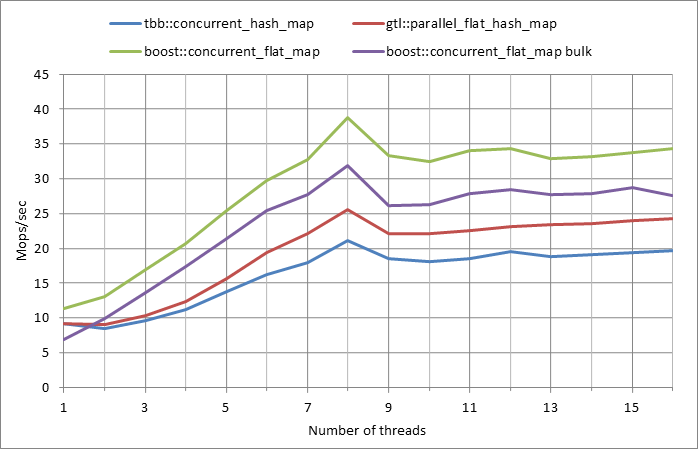 tbb::concurrent_hash_map gtl::parallel_flat_hash_map
boost::concurrent_flat_map boost::concurrent_flat_map bulk
45
40
35
30
25
20
15
10
5
0
Mops/sec
1 3 5 7 9 11 13 15
Number of threads